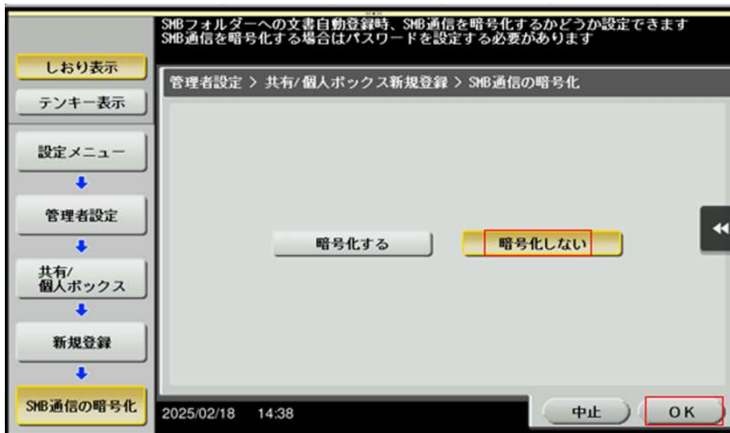 SMBフォルダーへの文書自動登録時、SMB通信を暗号化するかどうか設定できます
SMB通信を暗号化する場合はパスワードを設定する必要があります
しおり表示
テンキー表示
設定メニュー
管理者設定
共有/
個人ボックス
新規登録
SMB通信の暗号化
管理者設定 > 共有/個人ボックス新規登録 > SMB通信の暗号化
暗号化する
暗号化しない
2025/02/18 14:38
中止
OK